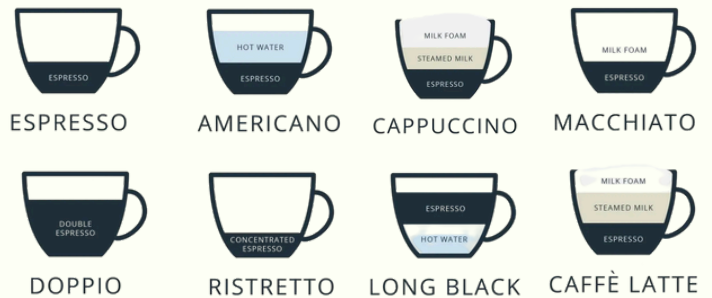 ESPRESSO
ESPRESSO
HOT WATER
ESPRESSO
AMERICANO
MILK FOAM
STEAMED MILK
ESPRESSO
CAPPUCCINO
MILK FOAM
ESPRESSO
MACCHIATO
DOUBLE
ESPRESSO
DOPPIO
CONCENTRATED
ESPRESSO
RISTRETTO
ESPRESSO
HOT WATER
LONG BLACK
MILK FOAM
STEAMED MILK
ESPRESSO
CAFFÈ LATTE